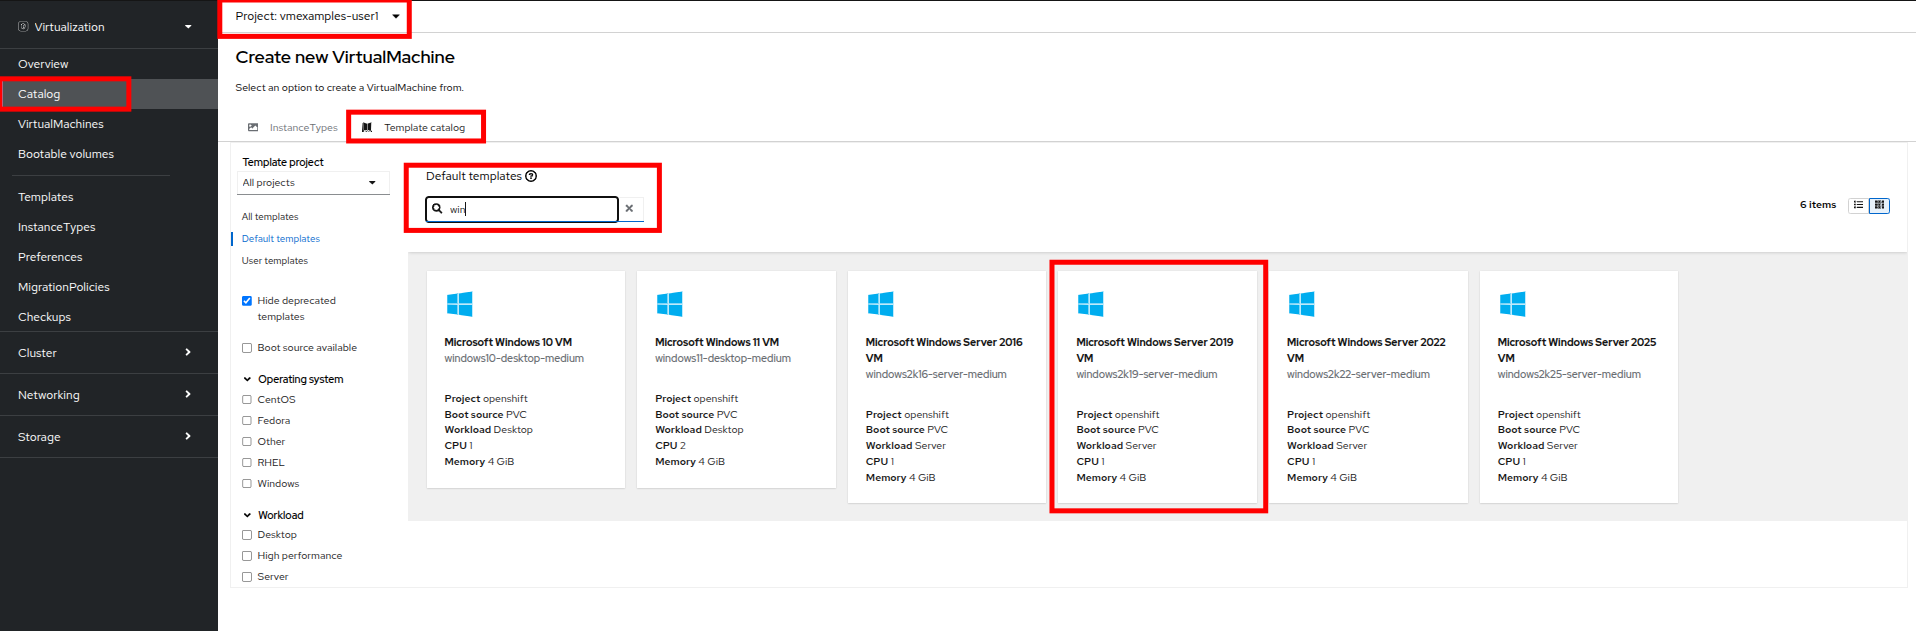 Virtualization
Overview
Catalog
VirtualMachines
Bootable volumes
Templates
InstanceTypes
Preferences
MigrationPolicies
Checkups
Cluster
Networking
Storage
Project: vmexamples-user1
Create new VirtualMachine
Select an option to create a VirtualMachine from.
InstanceTypes
Template catalog
Template project
All projects
All templates
Default templates
User templates
Hide deprecated
templates
Boot source available
Operating system
CentOS
Fedora
Other
RHEL
Windows
Workload
Desktop
High performance
Server
Default templates
win
6 items
Microsoft Windows 10 VM
windows10-desktop-medium
Project openshift
Boot source PVC
Workload Desktop
CPU 1
Memory 4 GiB
Microsoft Windows 11 VM
windows11-desktop-medium
Project openshift
Boot source PVC
Workload Desktop
CPU 2
Memory 4 GiB
Microsoft Windows Server 2016
VM
windows2k16-server-medium
Project openshift
Boot source PVC
Workload Server
CPU 1
Memory 4 GiB
Microsoft Windows Server 2019
VM
windows2k19-server-medium
Project openshift
Boot source PVC
Workload Server
CPU 1
Memory 4 GiB
Microsoft Windows Server 2022
VM
windows2k22-server-medium
Project openshift
Boot source PVC
Workload Server
CPU 1
Memory 4 GiB
Microsoft Windows Server 2025
VM
windows2k25-server-medium
Project openshift
Boot source PVC
Workload Server
CPU 1
Memory 4 GiB